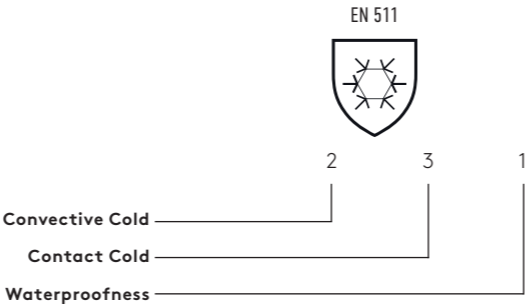 EN 511
2 3 1
Convective Cold
Contact Cold
Waterproofness